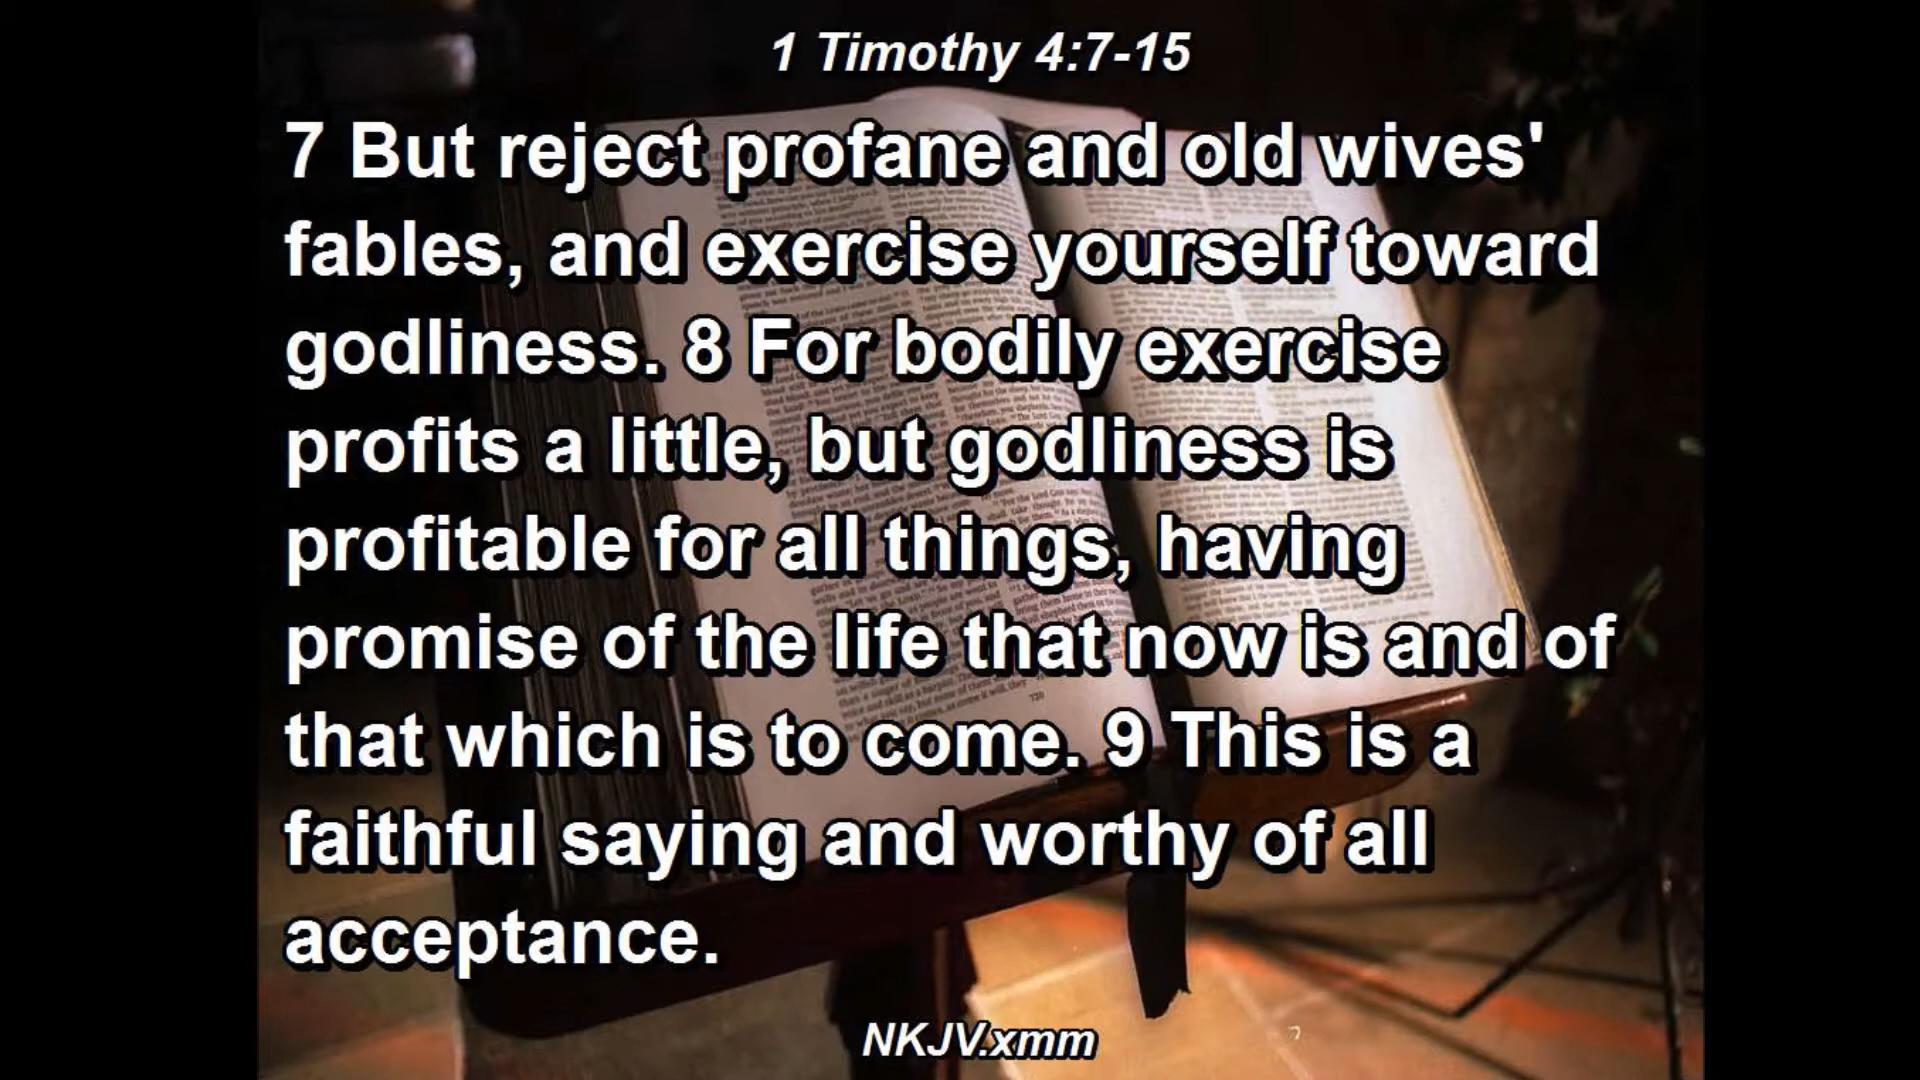 1 Timothy 4:7-15
7 But reject profane and old wives'
fables, and exercise yourself toward
godliness. 8 For bodily exercise
profits a little, but godliness is
profitable for all things, having
promise of the life that now is and of
that which is to come. 9 This is a
faithful saying and worthy of all
acceptance.
NKJV.xmm